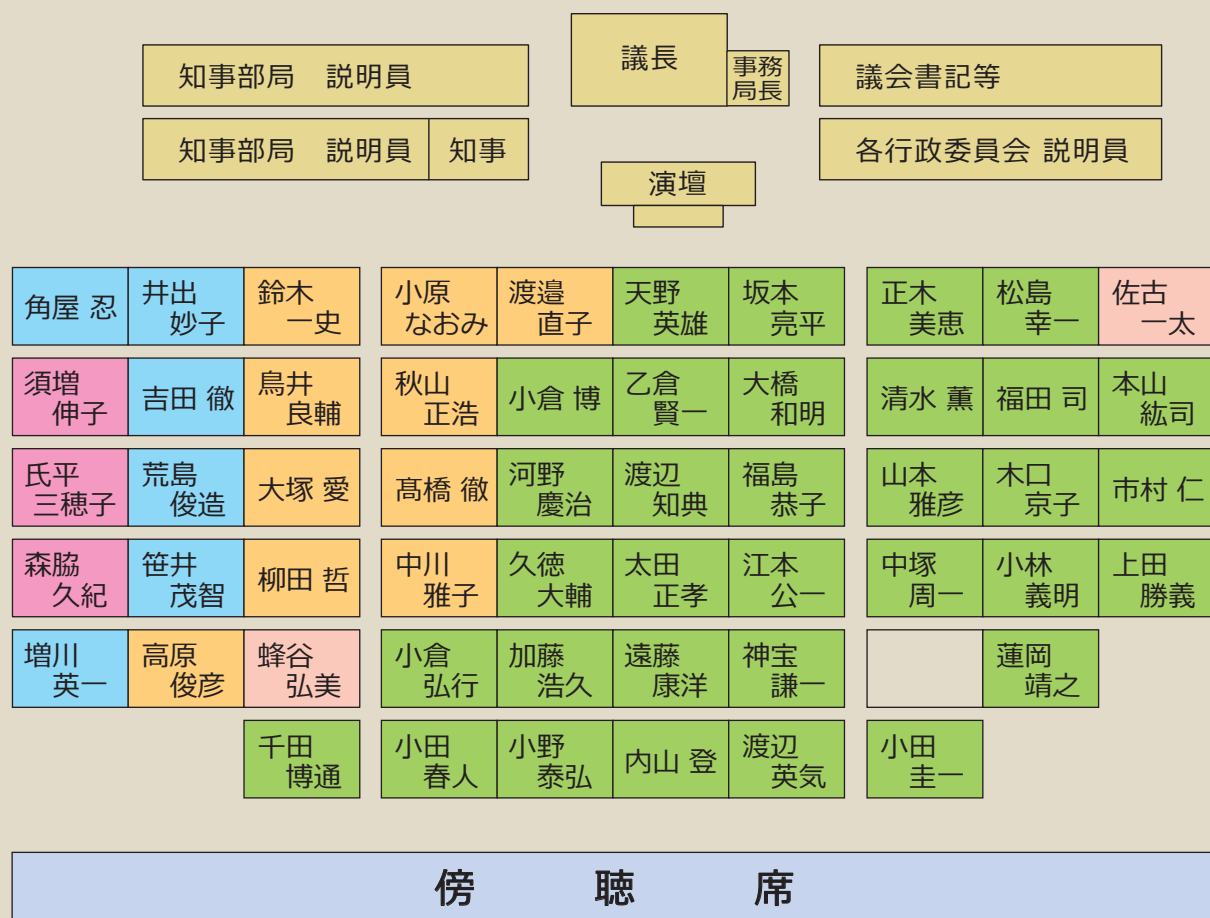 議長
事務
局長
知事部局　説明員
議会書記等
知事部局　説明員
知事
各行政委員会 説明員
演壇
角屋 忍
井出
妙子
鈴木
一史
小原
なおみ
渡邉
直子
天野
英雄
坂本
亮平
正木
美恵
松島
幸一
佐古
一太
須増
伸子
吉田 徹
鳥井
良輔
秋山
正浩
小倉 博
乙倉
賢一
大橋
和明
清水 薫
福田 司
本山
紘司
氏平
三穂子
荒島
俊造
大塚 愛
髙橋 徹
河野
慶治
渡辺
知典
福島
恭子
山本
雅彦
木口
京子
市村 仁
森脇
久紀
笹井
茂智
柳田 哲
中川
雅子
久徳
大輔
太田
正孝
江本
公一
中塚
周一
小林
義明
上田
勝義
増川
英一
高原
俊彦
蜂谷
弘美
小倉
弘行
加藤
浩久
遠藤
康洋
神宝
謙一
蓮岡
靖之
千田
博通
小田
春人
小野
泰弘
内山 登
渡辺
英気
小田
圭一
傍　聴　席